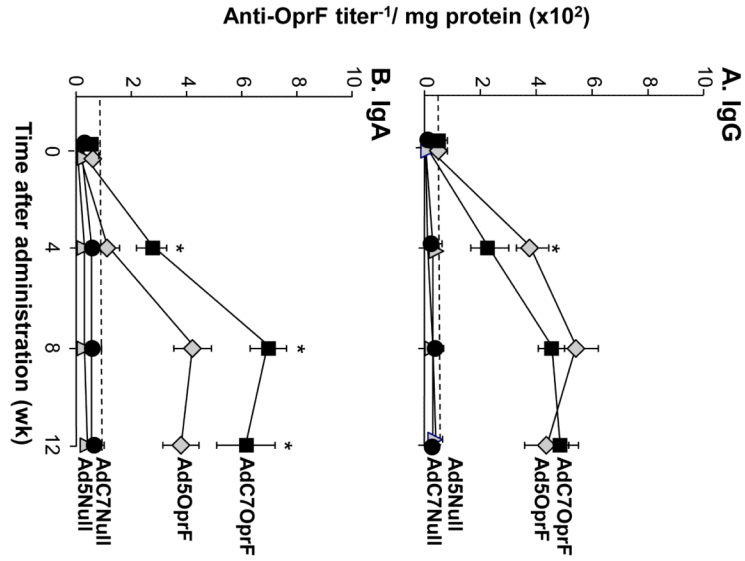 Anti-OprF titer⁻¹/ mg protein (x10²)
A. IgG
10
8
6
4
2
0
Ad5Null
AdC7Null
AdC7OprF
Ad5OprF
*
B. IgA
10
8
6
4
2
0
*
*
*
AdC7OprF
Ad5OprF
AdC7Null
Ad5Null
0
4
8
12
Time after administration (wk)